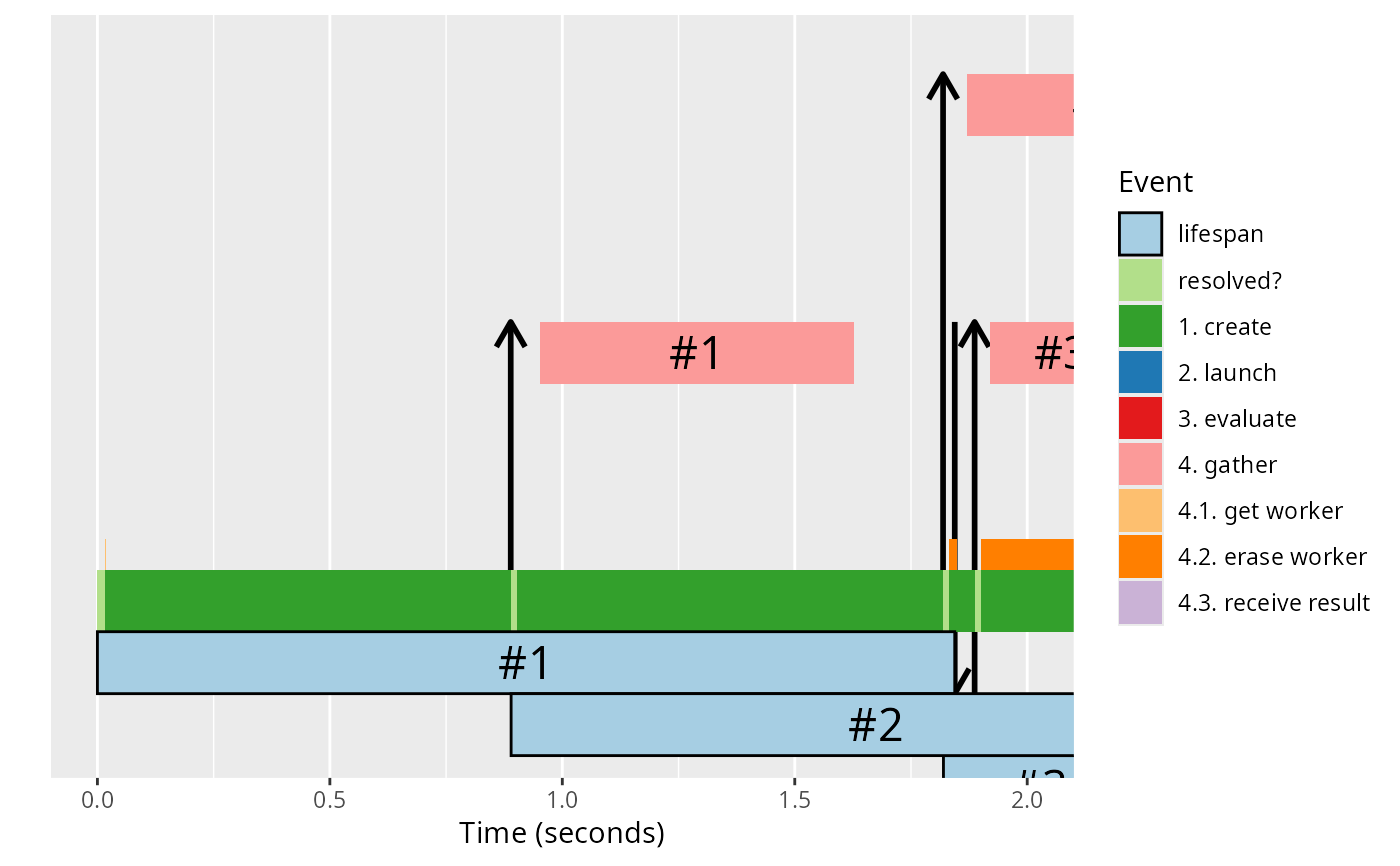 #1
#3
#1
#2
0.0 0.5 1.0 1.5 2.0
Time (seconds)
Event
lifespan
resolved?
1. create
2. launch
3. evaluate
4. gather
4.1. get worker
4.2. erase worker
4.3. receive result